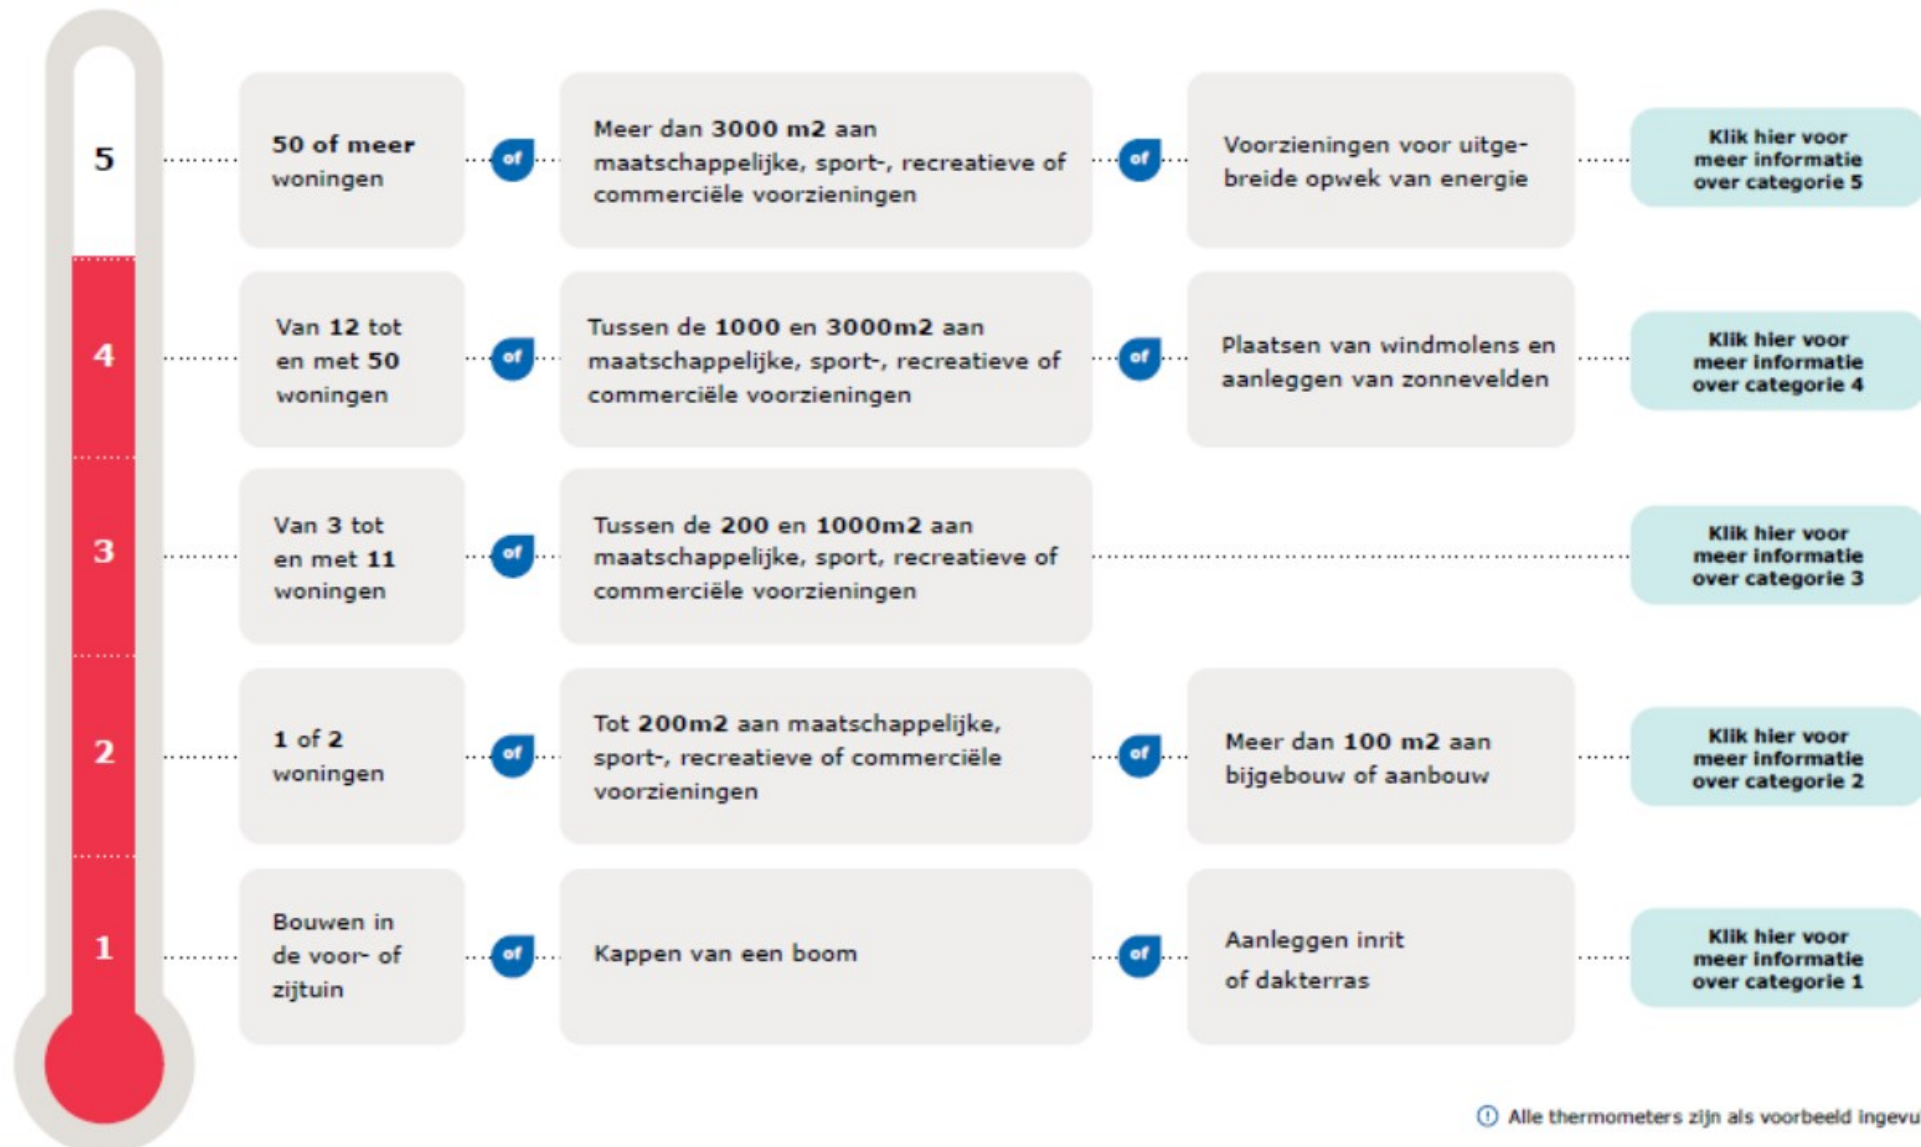 5
50 of meer
woningen
of
Meer dan 3000 m2 aan
maatschappelijke, sport-, recreatieve of
commerciële voorzieningen
of
Voorzieningen voor uitge-
breide opwek van energie
Klik hier voor
meer informatie
over categorie 5
4
Van 12 tot
en met 50
woningen
of
Tussen de 1000 en 3000m2 aan
maatschappelijke, sport-, recreatieve of
commerciële voorzieningen
of
Plaatsen van windmolens en
aanleggen van zonnevelden
Klik hier voor
meer informatie
over categorie 4
3
Van 3 tot
en met 11
woningen
of
Tussen de 200 en 1000m2 aan
maatschappelijke, sport, recreatieve of
commerciële voorzieningen
Klik hier voor
meer informatie
over categorie 3
2
1 of 2
woningen
of
Tot 200m2 aan maatschappelijke,
sport-, recreatieve of commerciële
voorzieningen
of
Meer dan 100 m2 aan
bijgebouw of aanbouw
Klik hier voor
meer informatie
over categorie 2
1
Bouwen in
de voor- of
zijtuin
of
Kappen van een boom
of
Aanleggen inrit
of dakterras
Klik hier voor
meer informatie
over categorie 1
Alle thermometers zijn als voorbeeld ingevu